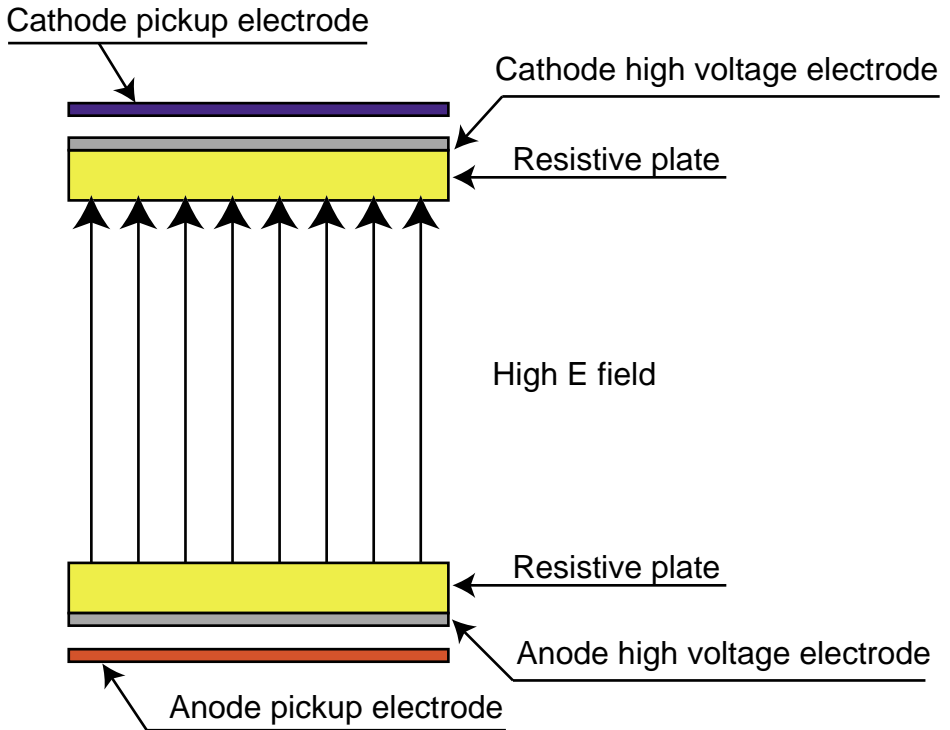 Cathode pickup electrode
Cathode high voltage electrode
Resistive plate
High E field
Resistive plate
Anode high voltage electrode
Anode pickup electrode